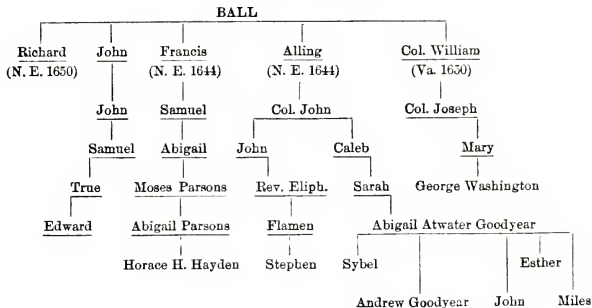 BALL
Richard John Francis Alling Col. William
(N. E. 1650) (N. E. 1644) (N. E. 1644) (Va. 1650)
John Samuel Col. John Col. Joseph
Samuel Abigail John Caleb Mary
True Moses Parsons Rev. Eliph. Sarah George Washington
Edward Abigail Parsons Flamen Abigail Atwater Goodyear
Horace H. Hayden Stephen Sybel Esther
Andrew Goodyear John Miles